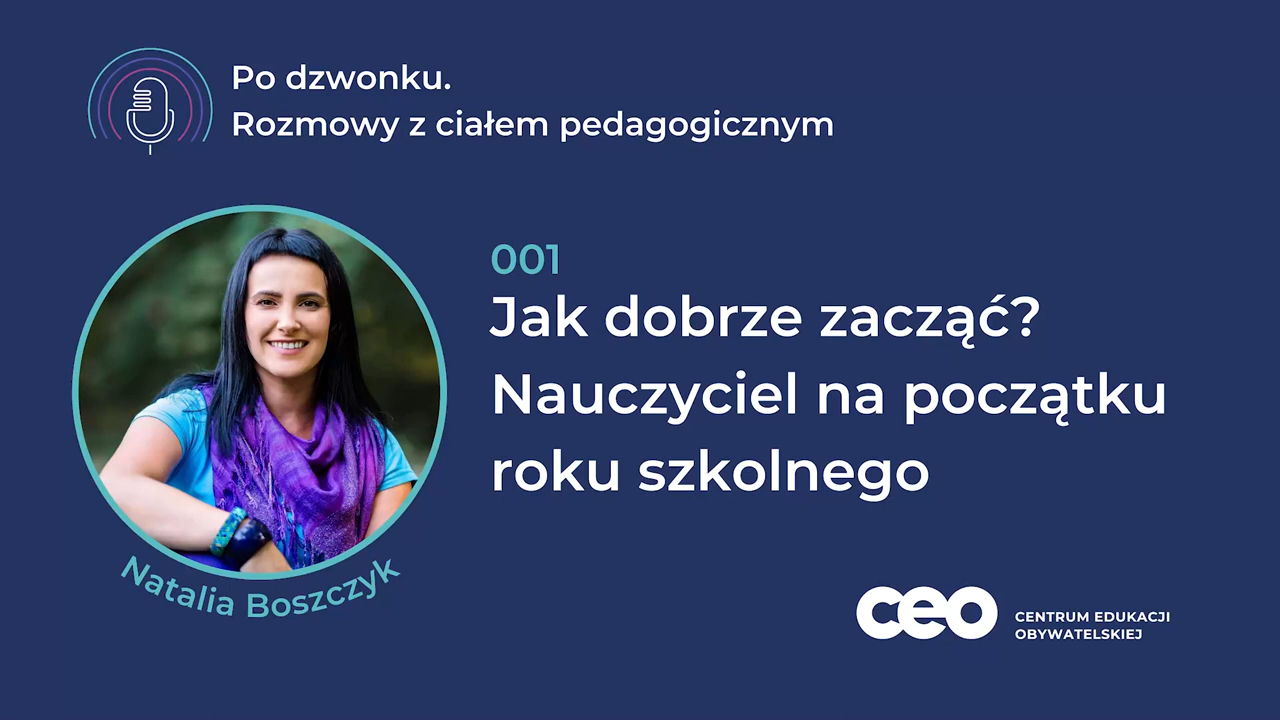 Po dzwonku.
Rozmowy z ciałem pedagogicznym
001
Jak dobrze zacząć?
Nauczyciel na początku
roku szkolnego
Natalia Boszczyk
ceo
CENTRUM EDUKACJI
OBYWATELSKIEJ